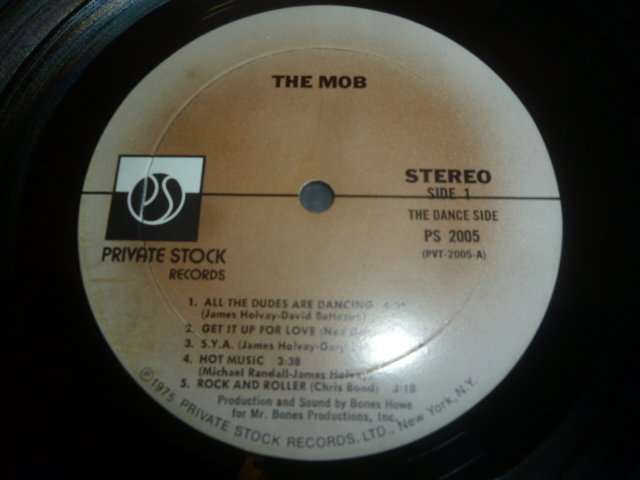 THE MOB
STEREO
SIDE 1
THE DANCE SIDE
PS 2005
(PVT-2005-A)
PS
PRIVATE STOCK
RECORDS
1. ALL THE DUDES ARE DANCING
(James Holvay-David
2. GET IT UP FOR LOVE (Ned
3. S.Y.A. (James Holvay-Gary
4. HOT MUSIC 3:38
(Michael Randall-James Holvay)
5. ROCK AND ROLLER (Chris Bond) 3:18
Production and Sound by Bones Howe
for Mr. Bones Productions, Inc.
Ⓟ1975 PRIVATE STOCK RECORDS, LTD., New York, N.Y.